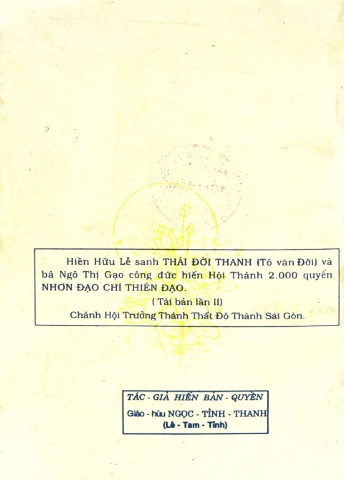 Hiền Hữu Lễ sanh THÁI ĐỜI THANH (Tô văn Đời) và
bà Ngô Thị Gạo công đức hiến Hội Thánh 2.000 quyển
NHƠN ĐẠO CHÍ THIÊN ĐẠO.
( Tái bản lần II)
Chánh Hội Trưởng Thánh Thất Đô Thành Sài Gòn.
TÁC - GIẢ HIẾN BẢN - QUYỀN
Giáo - hữu NGỌC - TỈNH - THANH
(Lê - Tam - Tỉnh)